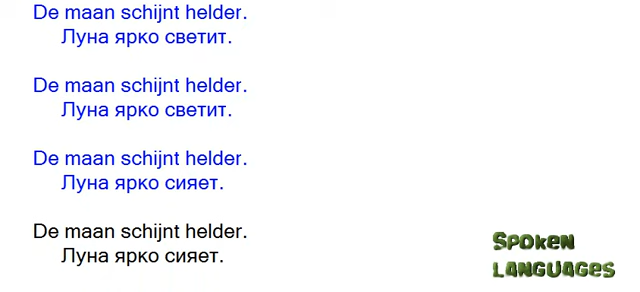 De maan schijnt helder.
Луна ярко светит.
De maan schijnt helder.
Луна ярко светит.
De maan schijnt helder.
Луна ярко сияет.
De maan schijnt helder.
Луна ярко сияет.
Spoken
Languages